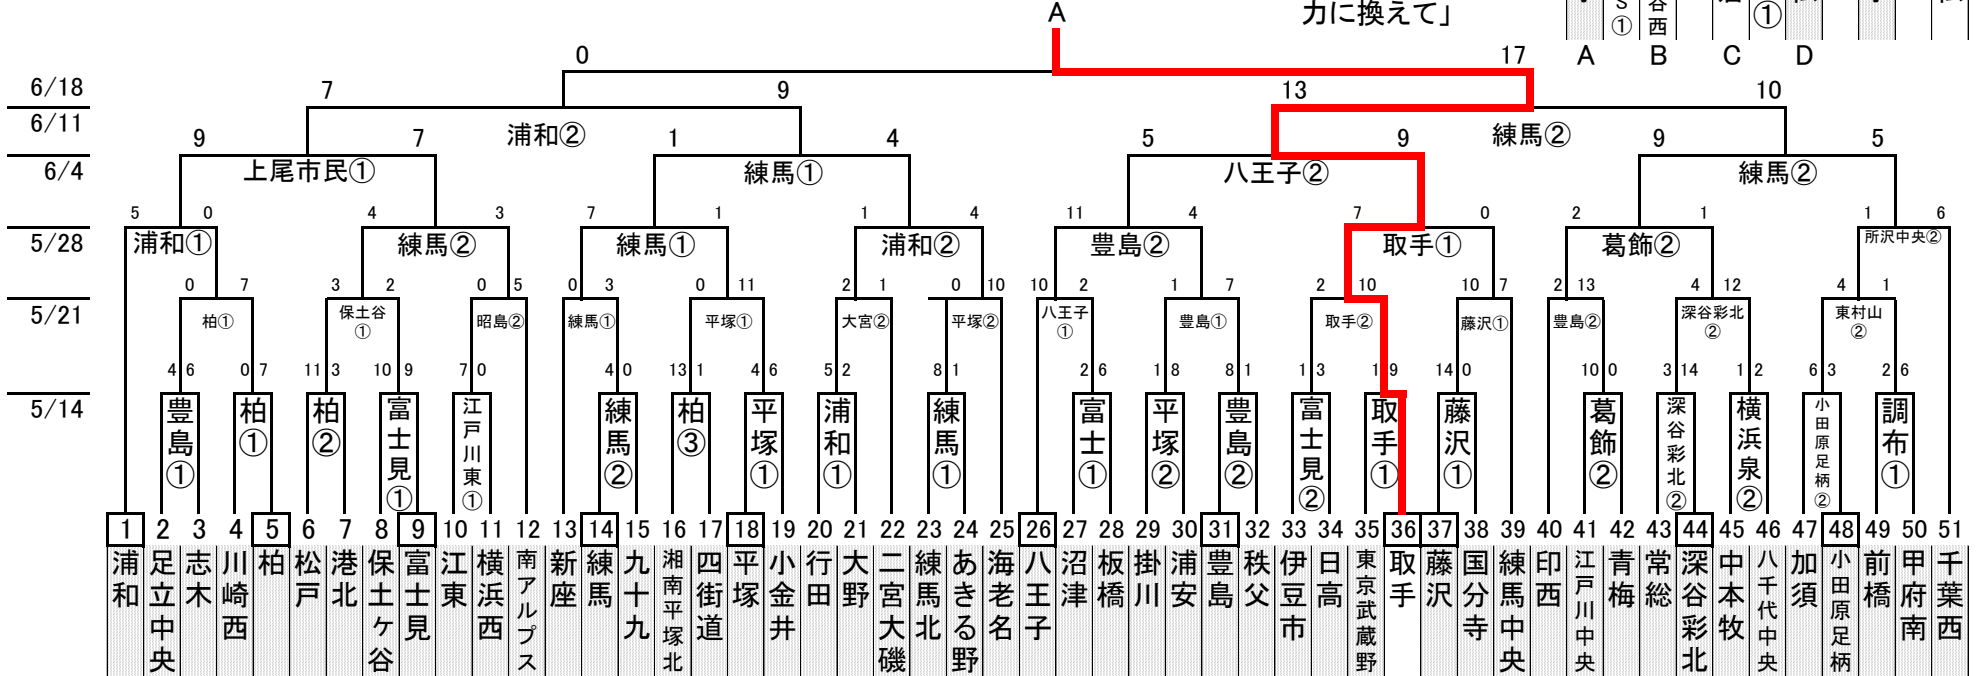 A
力に換えて」
S
①
谷
西
①
A B C D
0 17
6/18
7 9 13 10
6/11
浦和② 練馬②
9 7 1 4 5 9 9 5
6/4
上尾市民① 練馬① 八王子② 練馬②
5 0 4 3 7 1 1 4 11 4 7 0 2 1 1 6
5/28
浦和① 練馬② 練馬① 浦和② 豊島② 取手① 葛飾② 所沢中央②
0 7 3 2 0 5 0 3 0 11 2 1 0 10 10 2 1 7 2 10 10 7 2 13 4 12 4 1
5/21
柏① 保土谷① 昭島② 練馬① 平塚① 大宮② 平塚② 八王子① 豊島① 取手② 藤沢① 豊島② 深谷彩北② 東村山②
4 6 0 7 11 3 10 9 7 0 4 0 13 1 4 6 5 2 8 1 2 6 1 8 8 1 1 3 1 9 14 0 10 0 3 14 1 2 6 3 2 6
5/14
豊島① 柏① 柏② 富士見① 江戸川東① 練馬② 柏③ 平塚① 浦和① 練馬① 富士① 平塚② 豊島② 富士見② 取手① 藤沢① 葛飾② 深谷彩北② 横浜泉② 小田原足柄② 調布①
1 2 3 4 5 6 7 8 9 10 11 12 13 14 15 16 17 18 19 20 21 22 23 24 25 26 27 28 29 30 31 32 33 34 35 36 37 38 39 40 41 42 43 44 45 46 47 48 49 50 51
浦和 足立中央 志木 川崎西 柏 松戸 港北 保土ヶ谷 富士見 江東 横浜西 南アルプス 新座 練馬 九十九 湘南平塚北 四街道 平塚 小金井 行田 大野 二宮大磯 練馬北 あきる野 海老名 八王子 沼津 板橋 掛川 浦安 豊島 秩父 伊豆市 日高 東京武蔵野 取手 藤沢 国分寺 練馬中央 印西 江戸川中央 青梅 常総 深谷彩北 中本牧 八千代中央 加須 小田原足柄 前橋 甲府南 千葉西